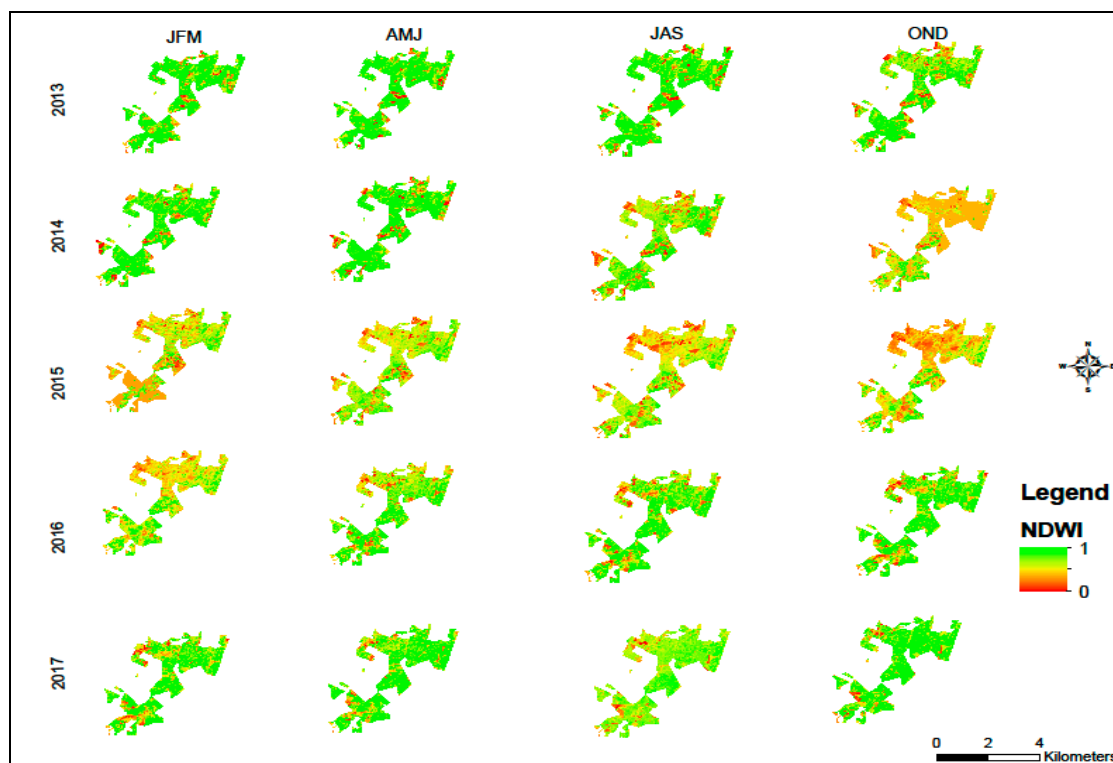 JFM AMJ JAS OND
2013
2014
2015
N
W E
S
2016
Legend
NDWI
1
0
2017
0 2 4
Kilometers